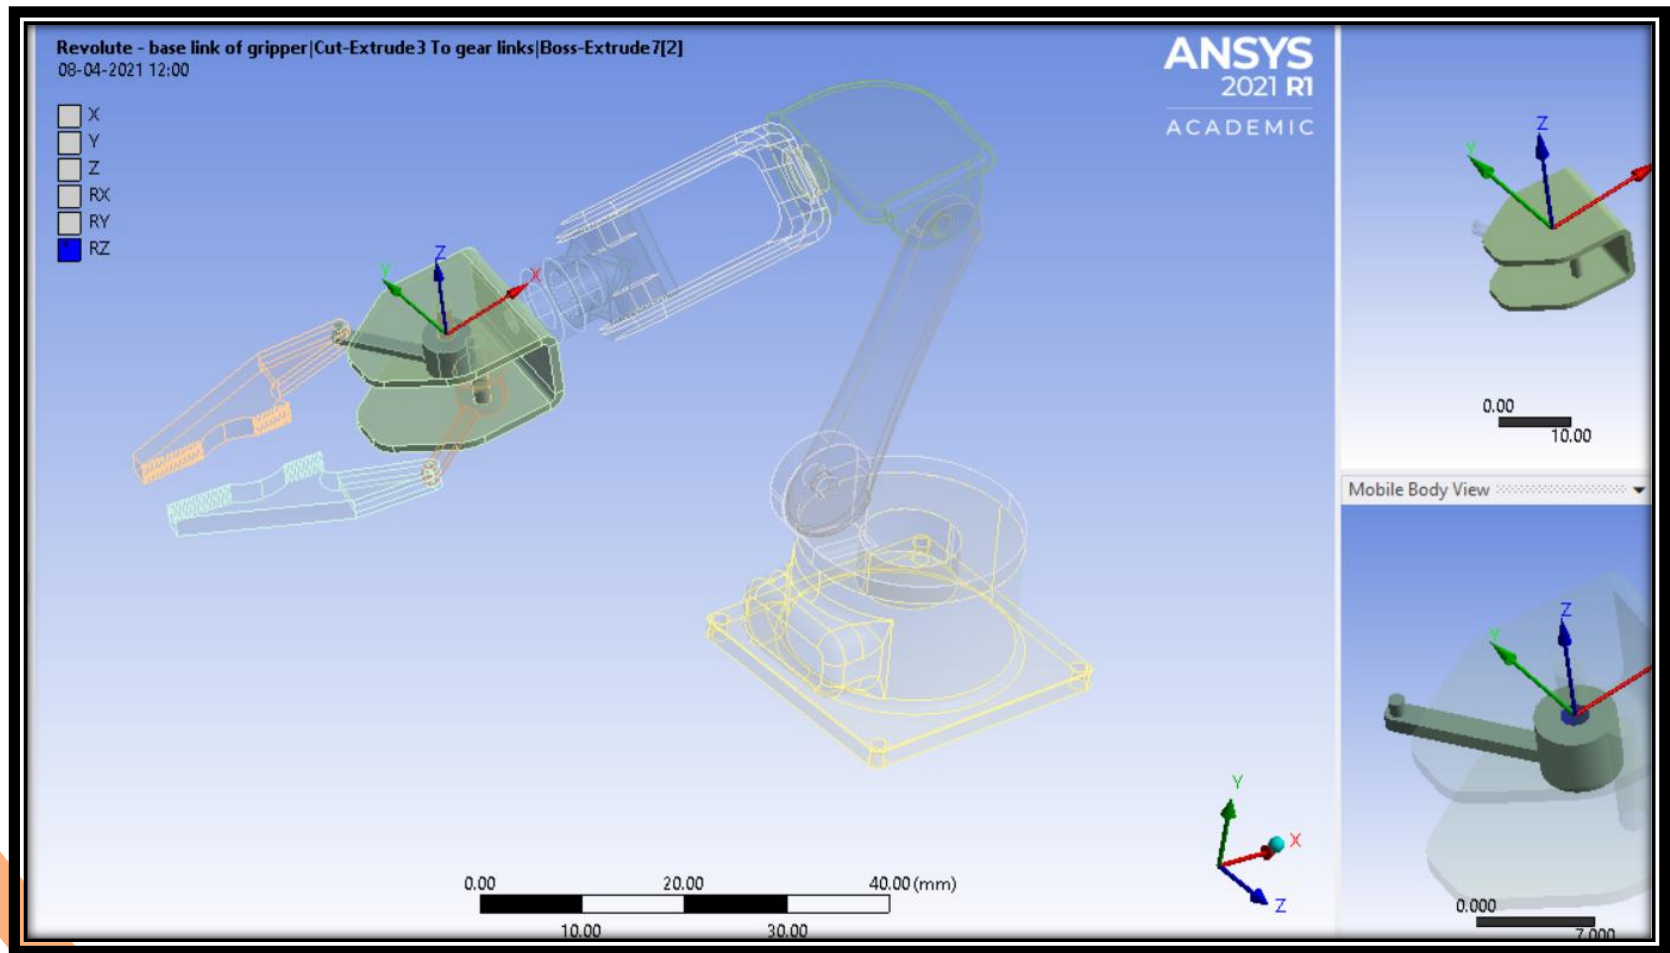 Revolute - base link of gripper|Cut-Extrude3 To gear links|Boss-Extrude7[2]
08-04-2021 12:00
X
Y
Z
RX
RY
RZ
ANSYS
2021 R1
ACADEMIC
Y
Z
X
0.00
20.00
40.00 (mm)
10.00
30.00
Y
X
Z
Y
Z
0.00
10.00
Mobile Body View
Y
Z
0.000
7.000